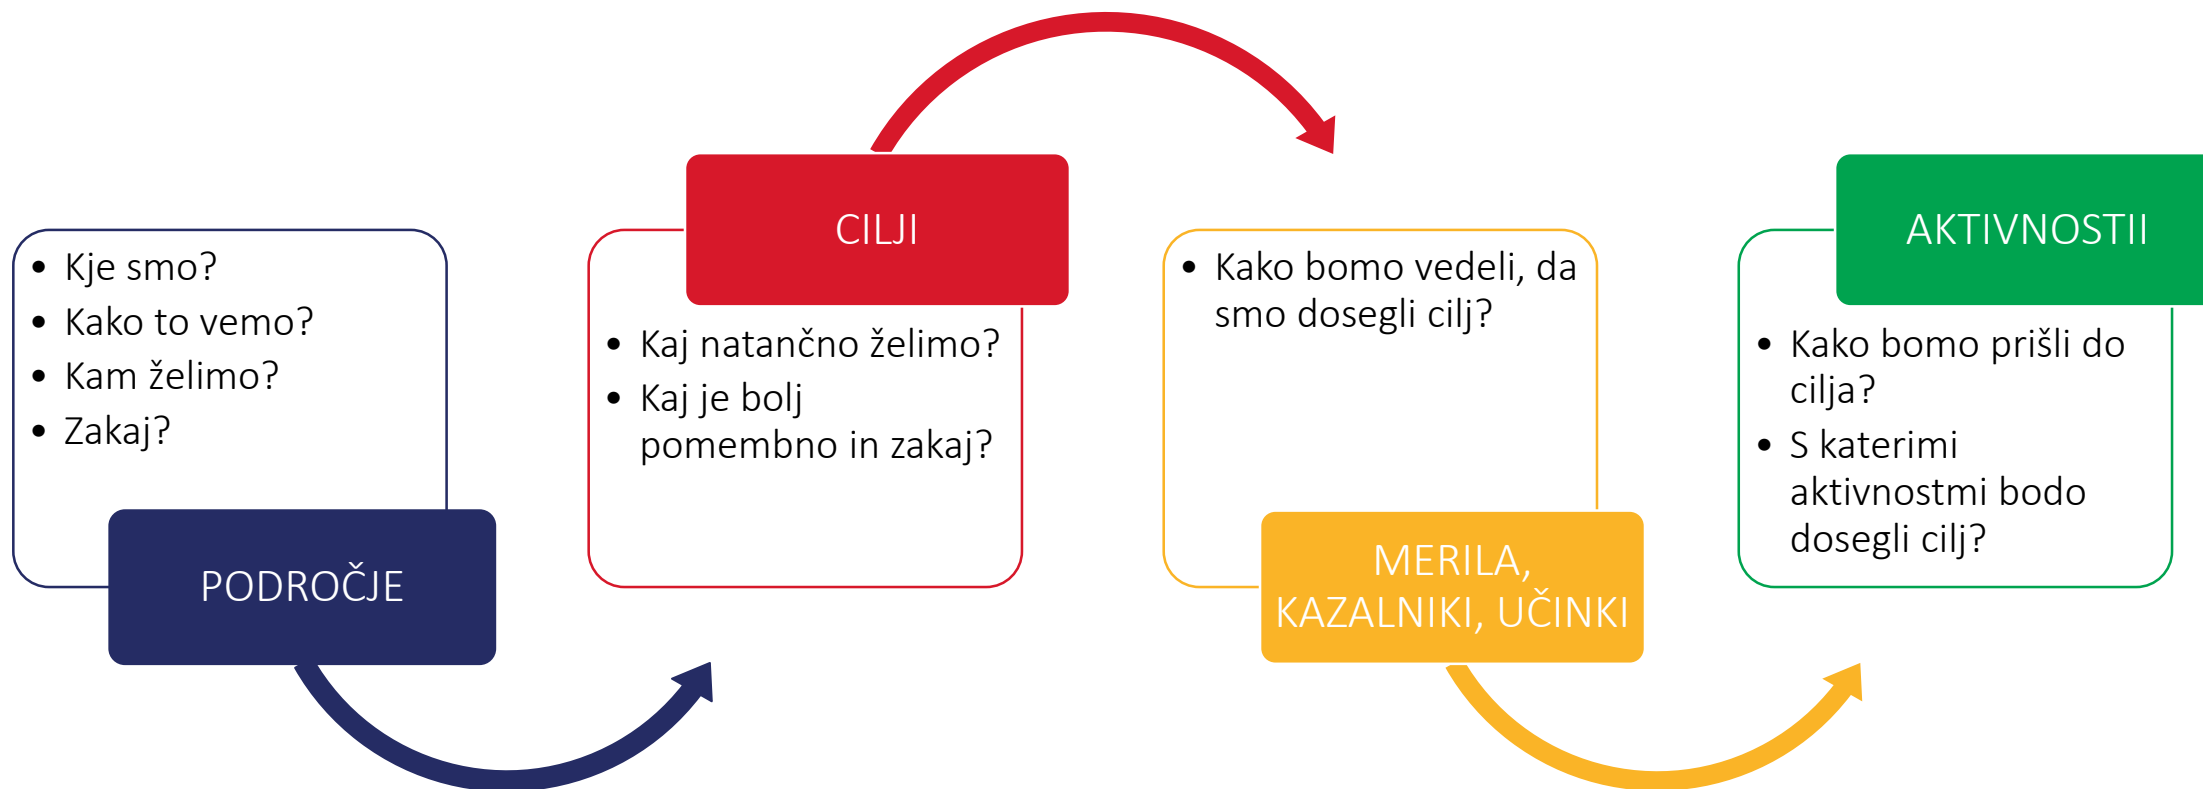 • Kje smo?
• Kako to vemo?
• Kam želimo?
• Zakaj?
PODROČJE
CILJI
• Kaj natančno želimo?
• Kaj je bolj
pomembno in zakaj?
• Kako bomo vedeli, da
smo dosegli cilj?
MERILA,
KAZALNIKI, UČINKI
AKTIVNOSTII
• Kako bomo prišli do
cilja?
• S katerimi
aktivnostmi bodo
dosegli cilj?